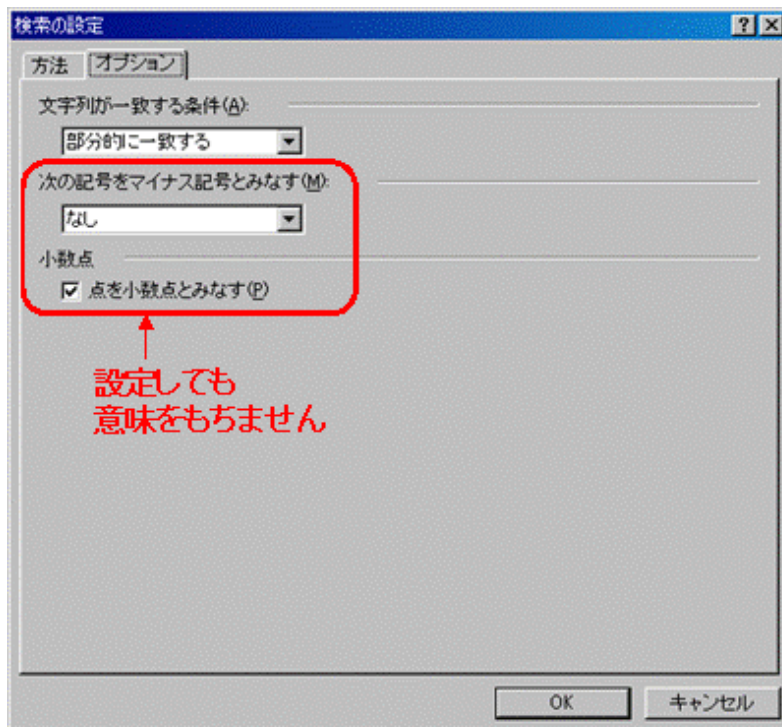 検索の設定
方法 オプション
文字列が一致する条件(A):
部分的に一致する
次の記号をマイナス記号とみなす(M):
なし
小数点
点を小数点とみなす(P)
設定しても
意味をもちません
OK キャンセル